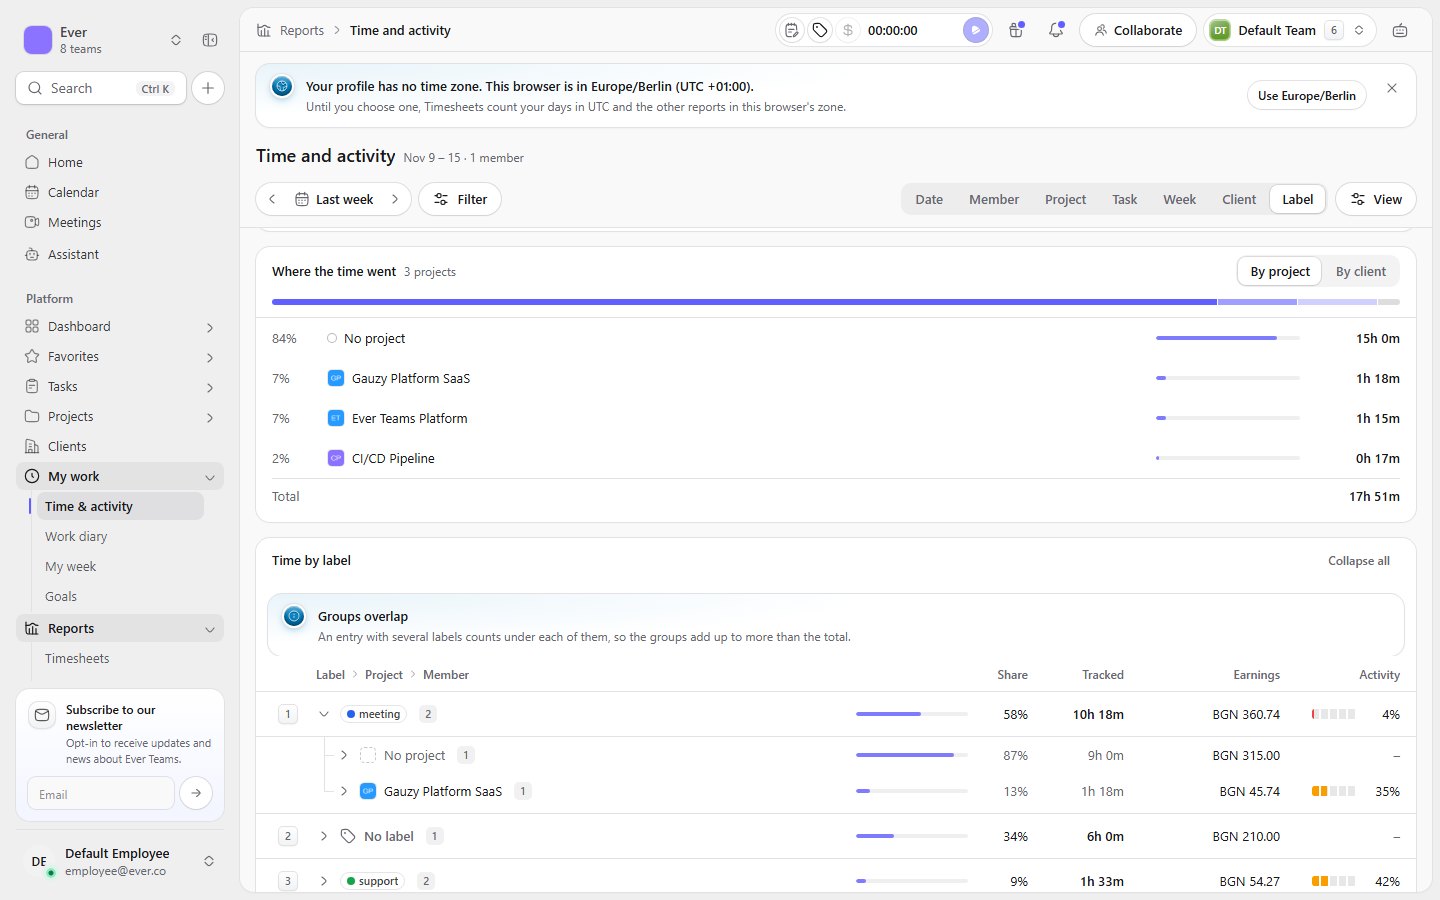 Ever
8 teams
Search
Ctrl K
General
Home
Calendar
Meetings
Assistant
Platform
Dashboard
Favorites
Tasks
Projects
Clients
My work
Time & activity
Work diary
My week
Goals
Reports
Timesheets
Subscribe to our
newsletter
Opt-in to receive updates and
news about Ever Teams.
Email
DE
Default Employee
employee@ever.co
Reports
Time and activity
00:00:00
Collaborate
DT
Default Team
6
Your profile has no time zone. This browser is in Europe/Berlin (UTC +01:00).
Until you choose one, Timesheets count your days in UTC and the other reports in this browser's zone.
Use Europe/Berlin
Time and activity
Nov 9 – 15 · 1 member
Last week
Filter
Date
Member
Project
Task
Week
Client
Label
View
Where the time went
3 projects
By project
By client
84%
No project
15h 0m
7%
GP
Gauzy Platform SaaS
1h 18m
7%
ET
Ever Teams Platform
1h 15m
2%
CP
CI/CD Pipeline
0h 17m
Total
17h 51m
Time by label
Collapse all
Groups overlap
An entry with several labels counts under each of them, so the groups add up to more than the total.
Label
Project
Member
Share
Tracked
Earnings
Activity
1
meeting
2
58%
10h 18m
BGN 360.74
4%
No project
1
87%
9h 0m
BGN 315.00
–
GP
Gauzy Platform SaaS
1
13%
1h 18m
BGN 45.74
35%
2
No label
1
34%
6h 0m
BGN 210.00
–
3
support
2
9%
1h 33m
BGN 54.27
42%